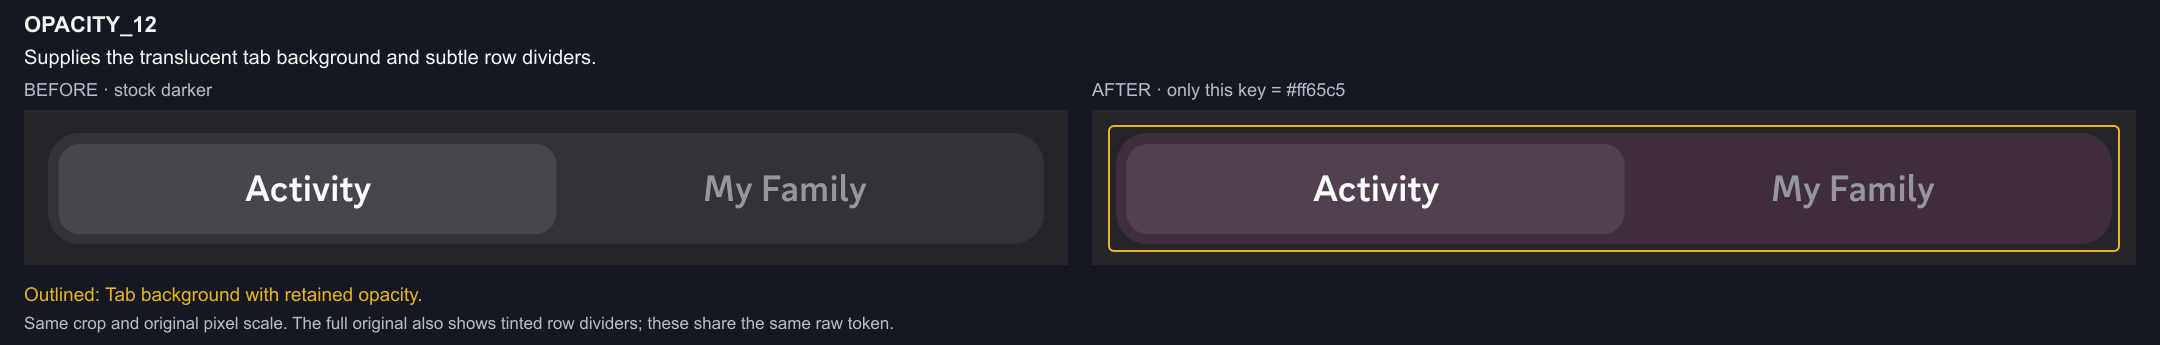 OPACITY_12
Supplies the translucent tab background and subtle row dividers.
BEFORE · stock darker
AFTER · only this key = #ff65c5
Activity
My Family
Activity
My Family
Outlined: Tab background with retained opacity.
Same crop and original pixel scale. The full original also shows tinted row dividers; these share the same raw token.